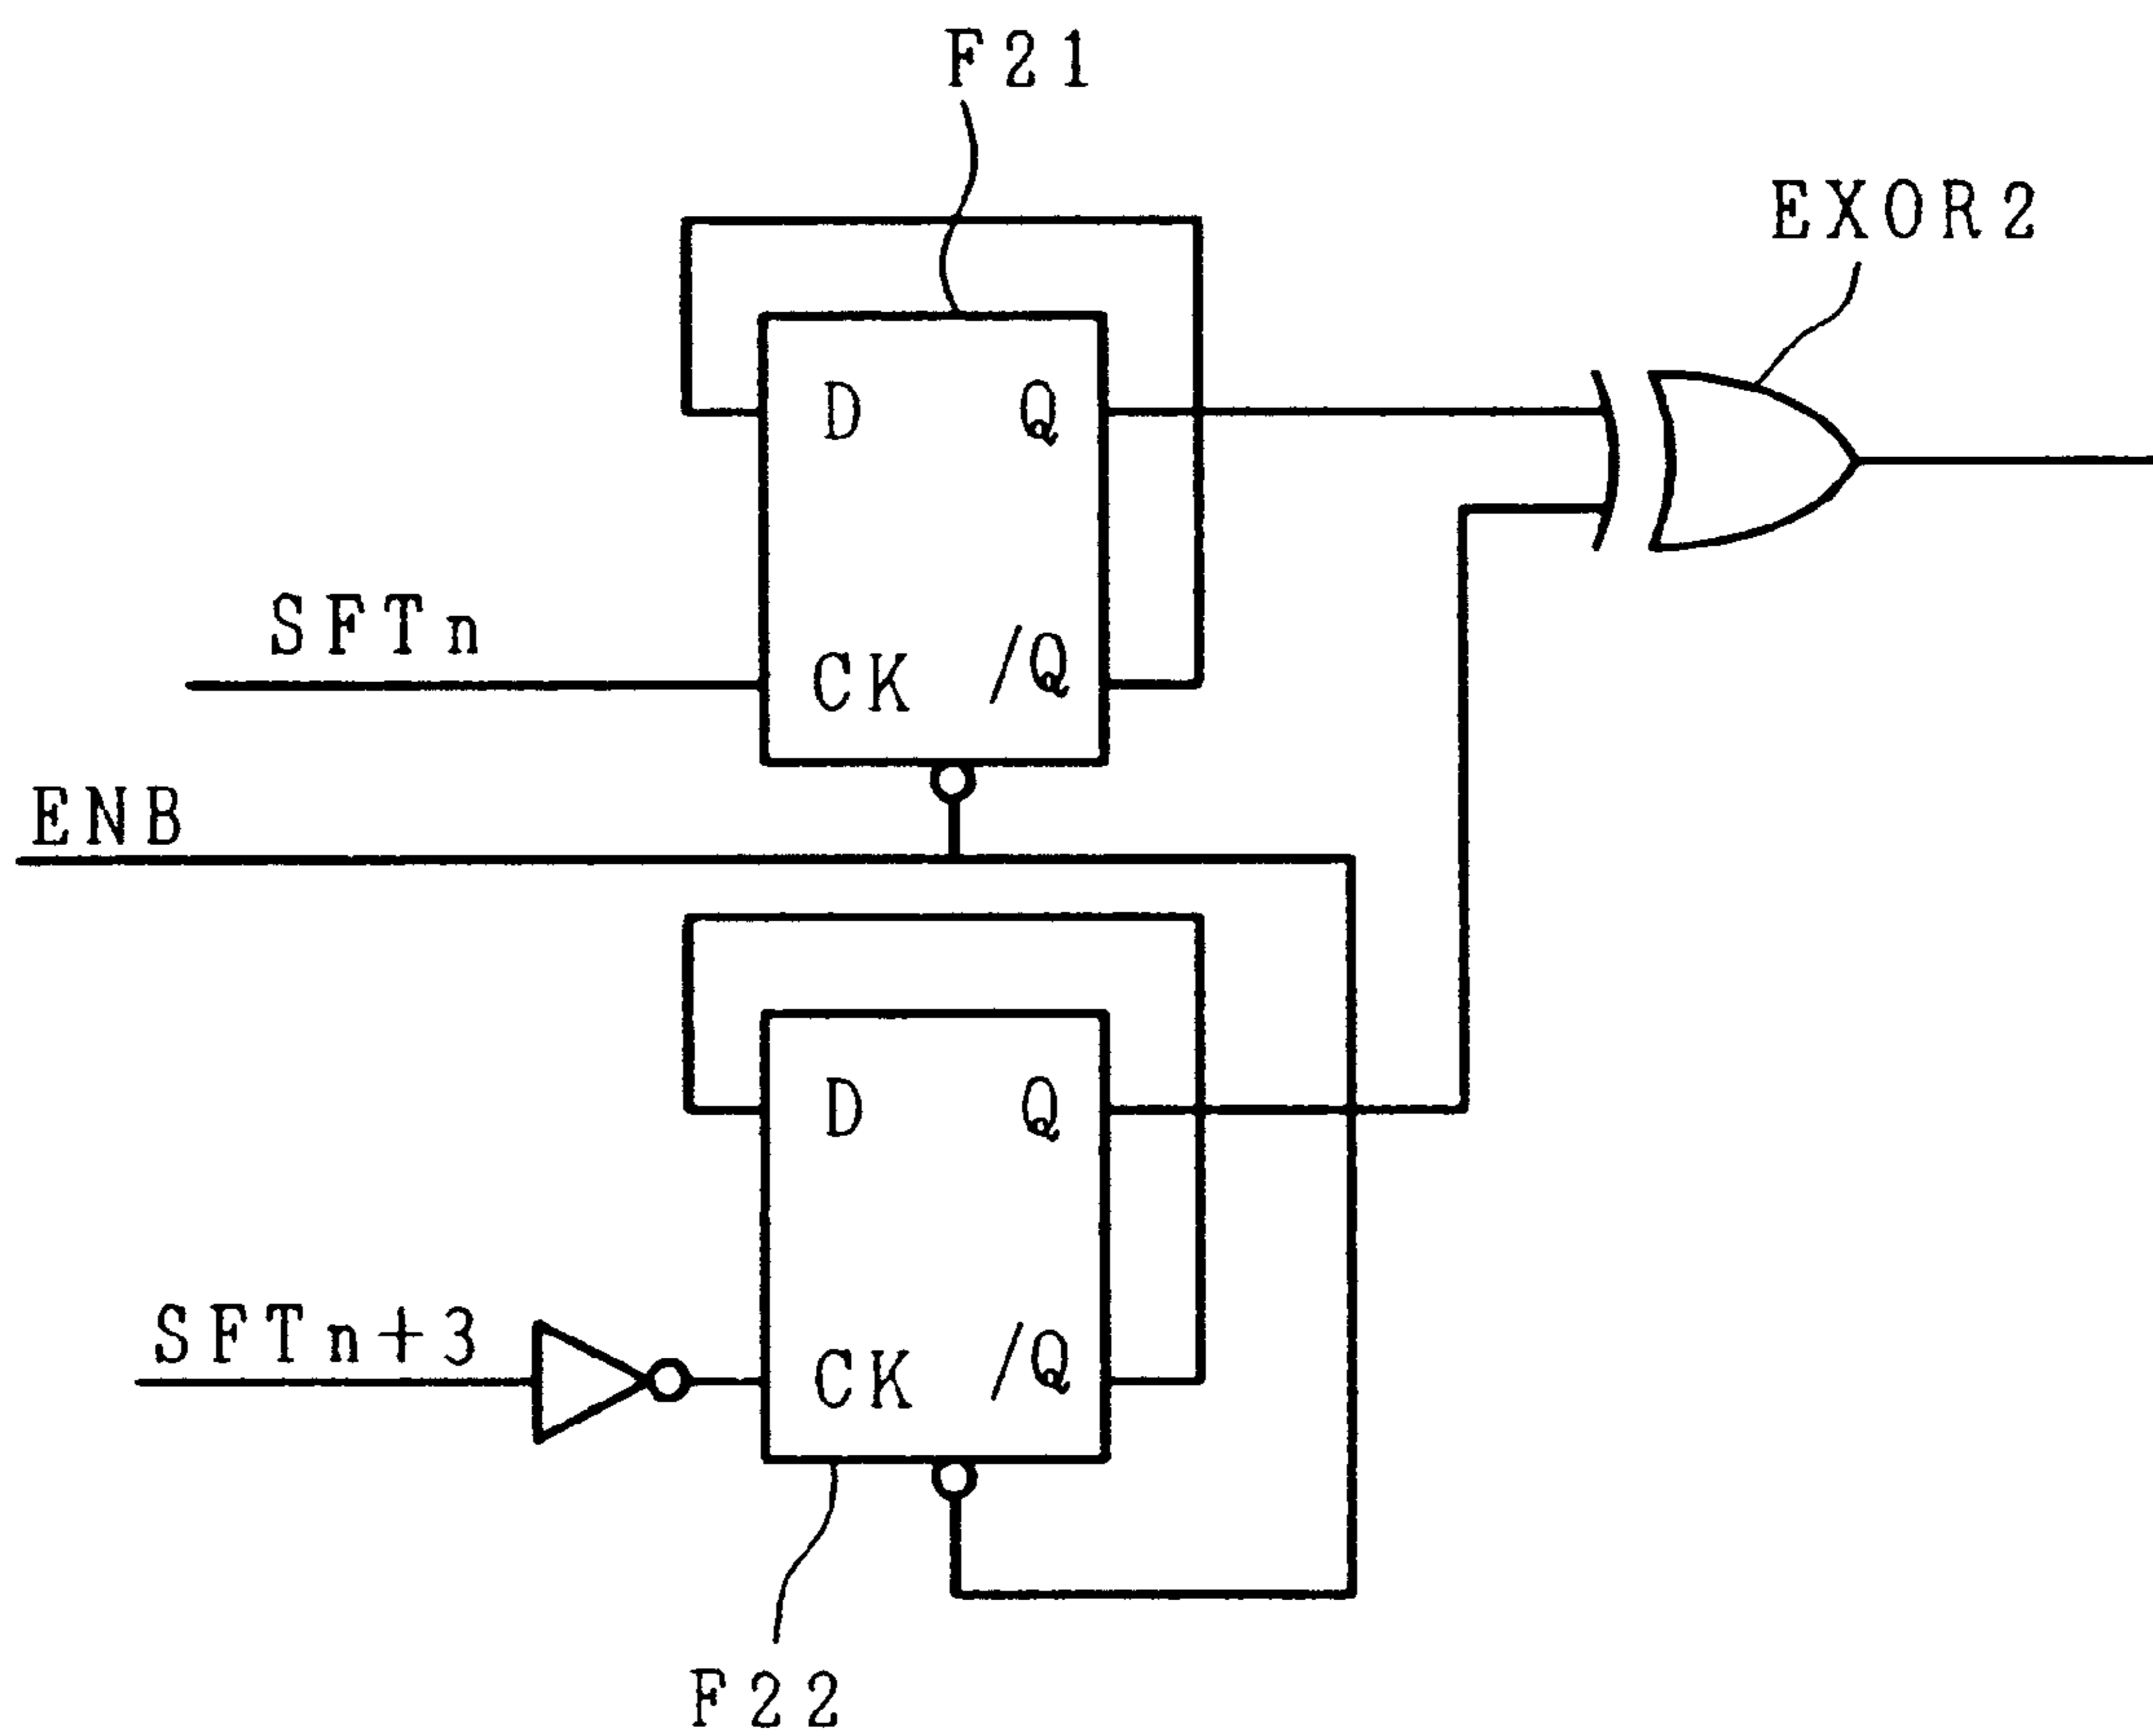 F21
EXOR2
D Q
SFTn
CK /Q
ENB
D Q
SFTn+3
CK /Q
F22